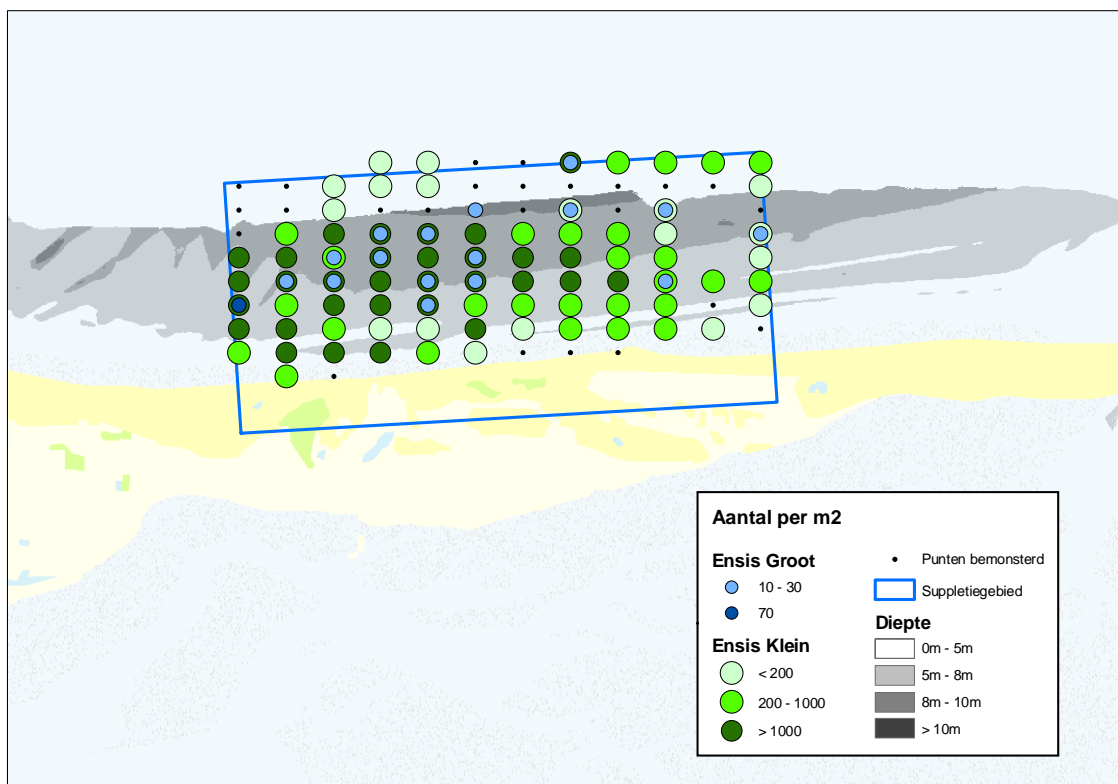 Aantal per m2
Ensis Groot
10 - 30
70
Ensis Klein
< 200
200 - 1000
> 1000
Punten bemonsterd
Suppletiegebied
Diepte
0m - 5m
5m - 8m
8m - 10m
> 10m